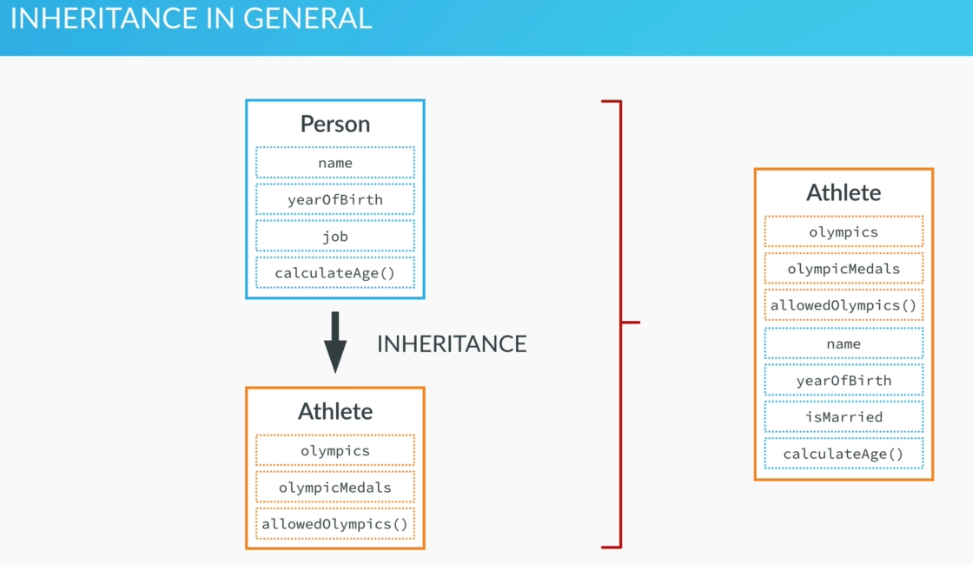 INHERITANCE IN GENERAL
Person
name
yearOfBirth
job
calculateAge()
INHERITANCE
Athlete
olympics
olympicMedals
allowedOlympics()
Athlete
olympics
olympicMedals
allowedOlympics()
name
yearOfBirth
isMarried
calculateAge()